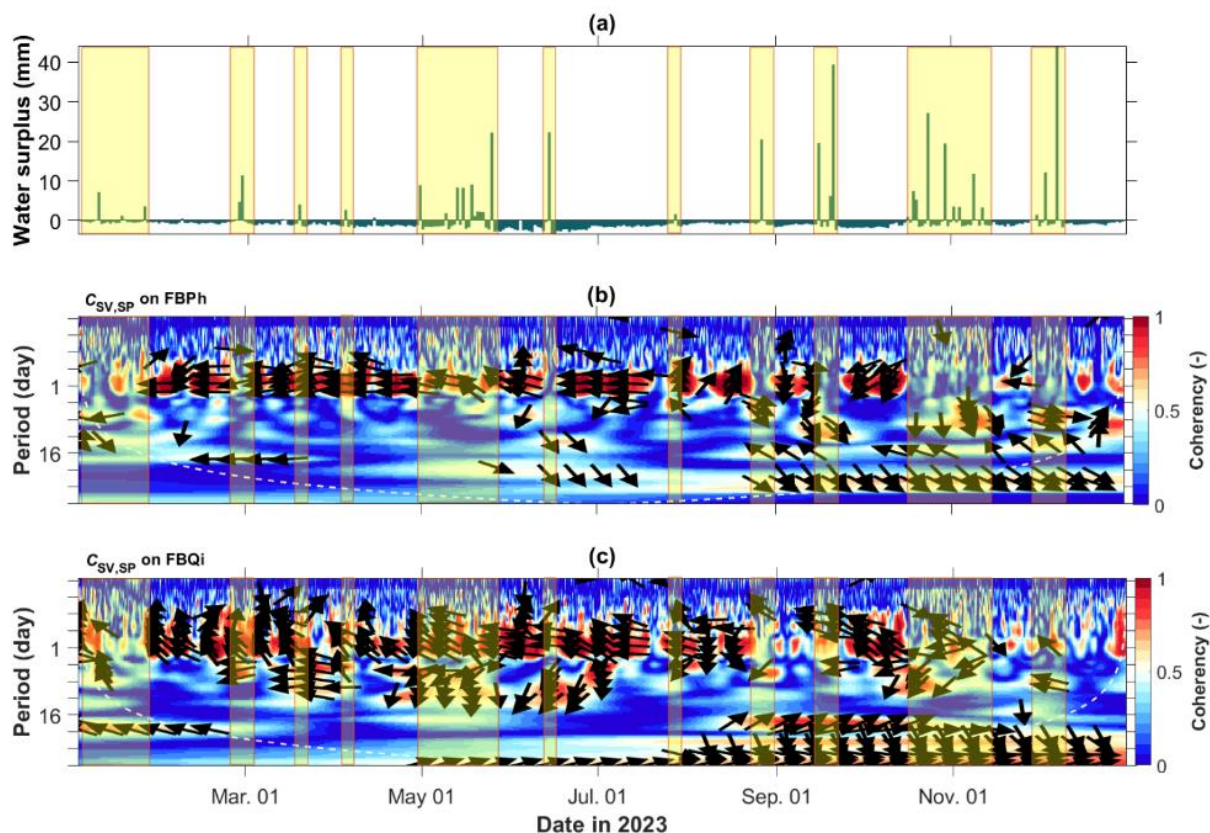 (a)
Water surplus (mm)
40
30
20
10
0
C_SV,SP on FBPh
(b)
Period (day)
1
16
1
0.5
0
Coherency (-)
C_SV,SP on FBQi
(c)
Period (day)
1
16
1
0.5
0
Coherency (-)
Mar. 01
May 01
Jul. 01
Sep. 01
Nov. 01
Date in 2023